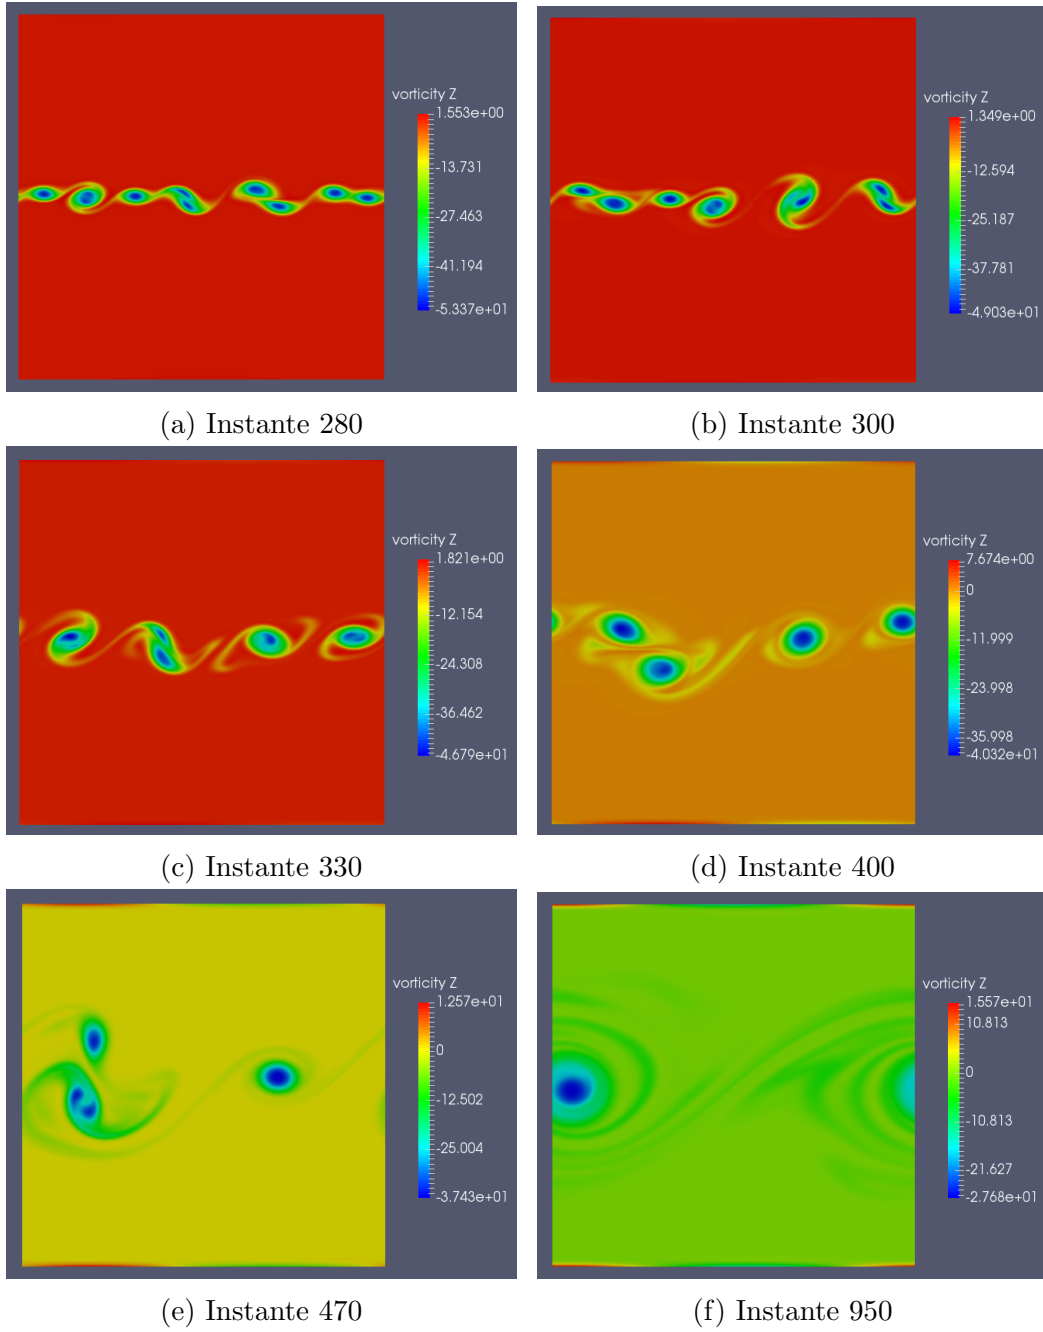 vorticity Z
1.553e+00
-13.731
-27.463
-41.194
-5.337e+01
(a) Instante 280
vorticity Z
1.349e+00
-12.594
-25.187
-37.781
-4.903e+01
(b) Instante 300
vorticity Z
1.821e+00
-12.154
-24.308
-36.462
-4.679e+01
(c) Instante 330
vorticity Z
7.674e+00
0
-11.999
-23.998
-35.998
-4.032e+01
(d) Instante 400
vorticity Z
1.257e+01
0
-12.502
-25.004
-3.743e+01
(e) Instante 470
vorticity Z
1.557e+01
10.813
0
-10.813
-21.627
-2.768e+01
(f) Instante 950